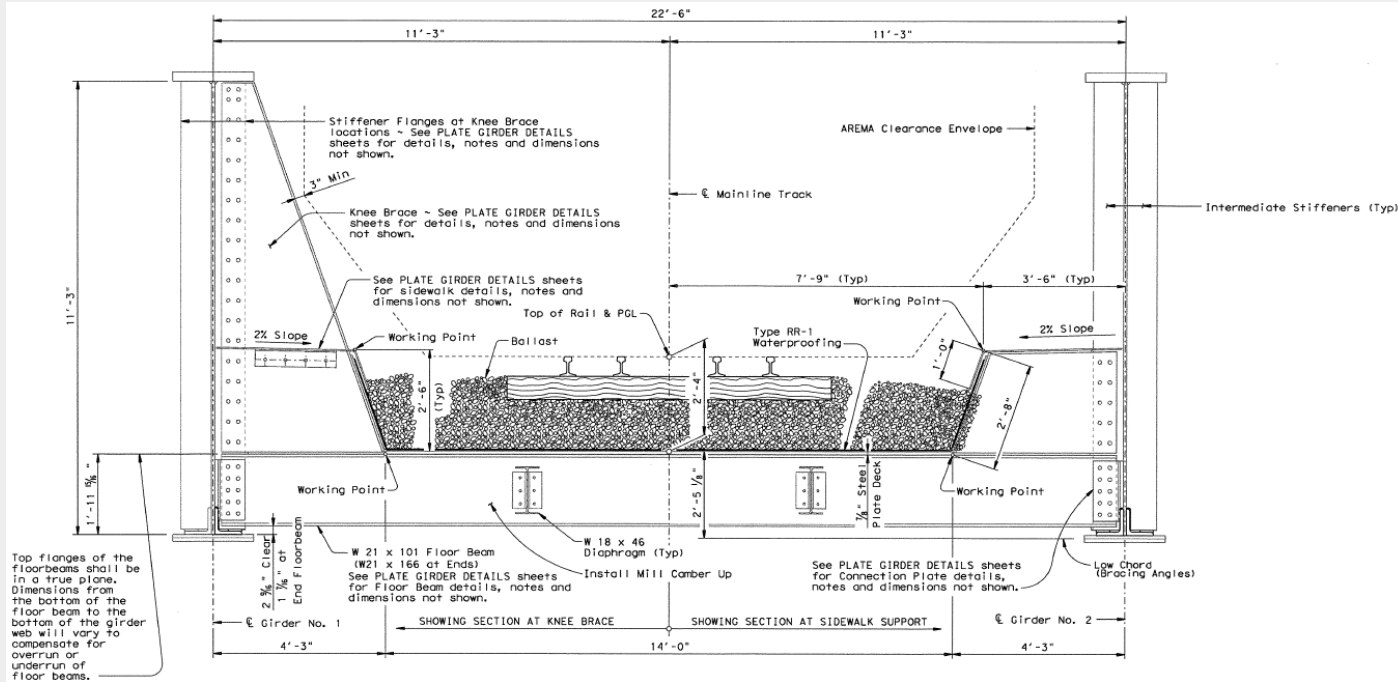 22'-6"
11'-3"
11'-3"
Stiffener Flanges at Knee Brace
locations ~ See PLATE GIRDER DETAILS
sheets for details, notes and dimensions
not shown.
AREMA Clearance Envelope
3" Min
℄ Mainline Track
Knee Brace ~ See PLATE GIRDER DETAILS
sheets for details, notes and dimensions
not shown.
Intermediate Stiffeners (Typ)
11'-3"
See PLATE GIRDER DETAILS sheets
for sidewalk details, notes and
dimensions not shown.
7'-9" (Typ)
3'-6" (Typ)
Working Point
Top of Rail & PGL
2% Slope
Working Point
Ballast
Type RR-1
Waterproofing
2% Slope
1'-0"
2'-6"
(Typ)
2'-4"
2'-8"
1'-11 15/16"
Working Point
2'-5 1/8"
7/8" Steel
Plate Deck
Working Point
Top flanges of the
floorbeams shall be
in a true plane.
Dimensions from
the bottom of the
floor beam to the
bottom of the girder
web will vary to
compensate for
overrun or
underrun of
floor beams.
2 9/16" Clear
1 7/16" at
End Floorbeam
W 21 x 101 Floor Beam
(W21 x 166 at Ends)
See PLATE GIRDER DETAILS sheets
for Floor Beam details, notes and
dimensions not shown.
W 18 x 46
Diaphragm (Typ)
Install Mill Camber Up
See PLATE GIRDER DETAILS sheets
for Connection Plate details,
notes and dimensions not shown.
Low Chord
(Bracing Angles)
℄ Girder No. 1
SHOWING SECTION AT KNEE BRACE
SHOWING SECTION AT SIDEWALK SUPPORT
℄ Girder No. 2
4'-3"
14'-0"
4'-3"